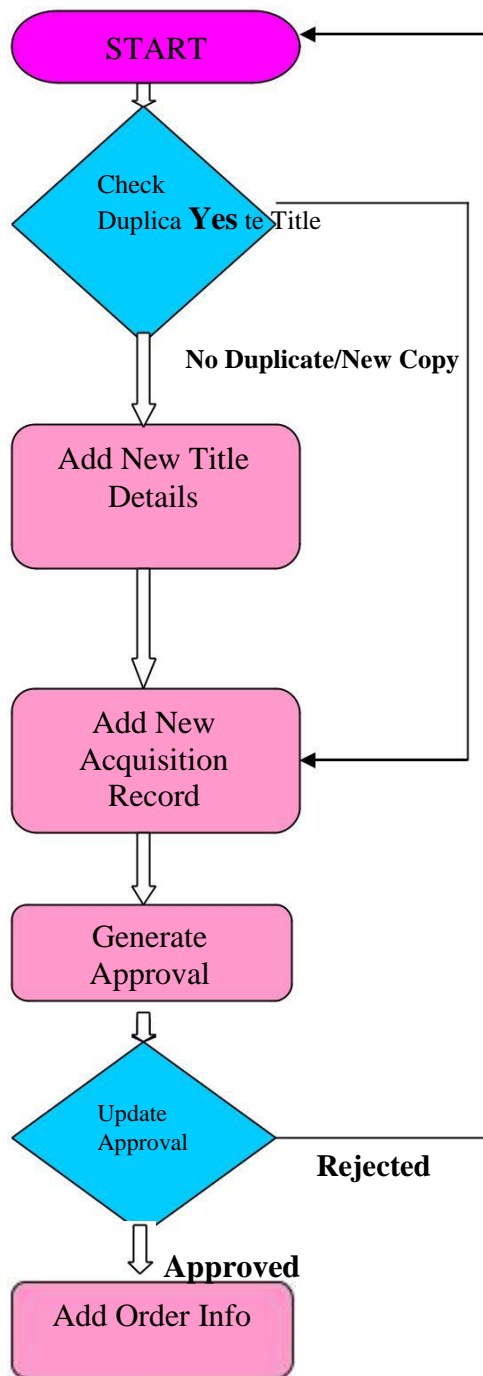 START
Check
Duplica Yes te Title
No Duplicate/New Copy
Add New Title
Details
Add New
Acquisition
Record
Generate
Approval
Update
Approval
Rejected
Approved
Add Order Info